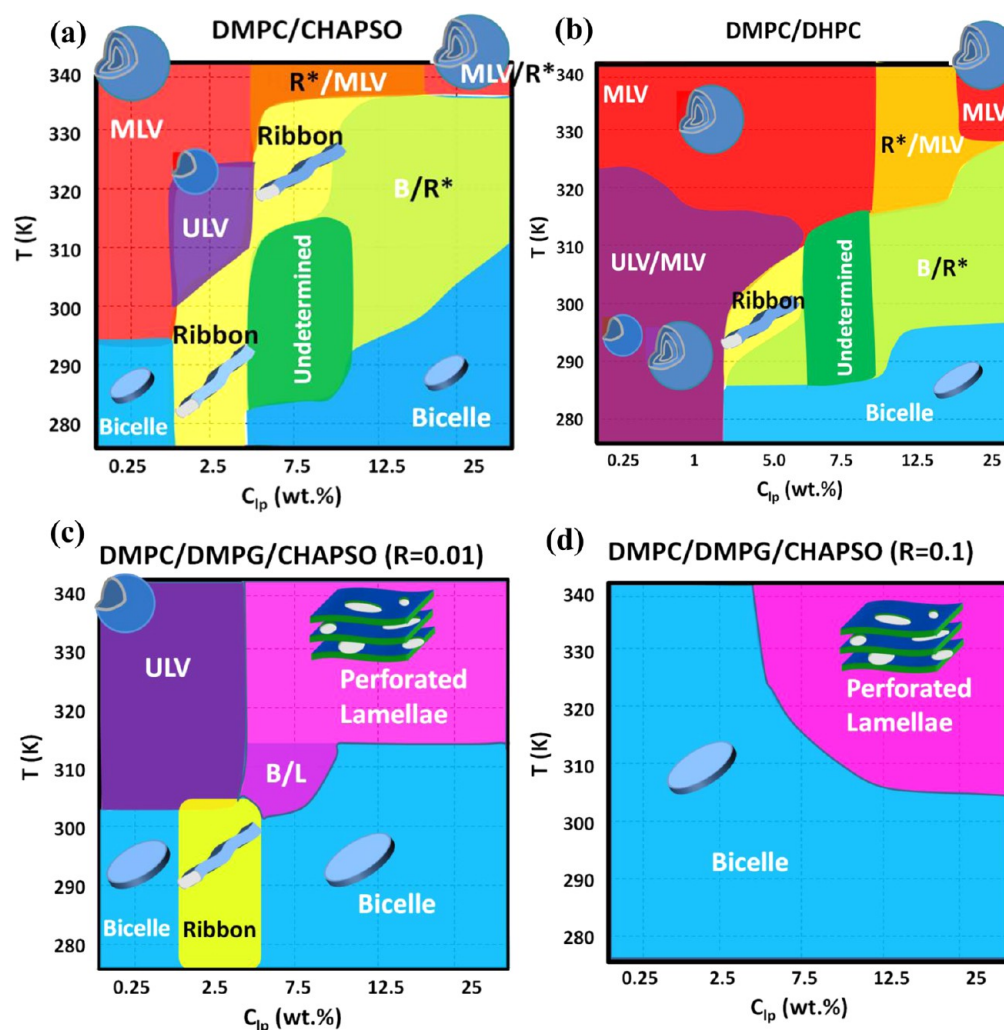 (a)
DMPC/CHAPSO
340
330
320
310
300
290
280
T (K)
MLV
R*/MLV
MLV/R*
Ribbon
ULV
B/R*
Undetermined
Ribbon
Bicelle
Bicelle
0.25 2.5 7.5 12.5 25
Clp (wt.%)
(b)
DMPC/DHPC
340
330
320
310
300
290
280
T (K)
MLV
MLV
R*/MLV
ULV/MLV
B/R*
Ribbon
Undetermined
Bicelle
0.25 1 5.0 7.5 12.5 25
Clp (wt.%)
(c)
DMPC/DMPG/CHAPSO (R=0.01)
340
330
320
310
300
290
280
T (K)
ULV
Perforated
Lamellae
B/L
Bicelle
Ribbon
Bicelle
0.25 2.5 7.5 12.5 25
Clp (wt.%)
(d)
DMPC/DMPG/CHAPSO (R=0.1)
340
330
320
310
300
290
280
T (K)
Perforated
Lamellae
Bicelle
0.25 2.5 7.5 12.5 25
Clp (wt.%)